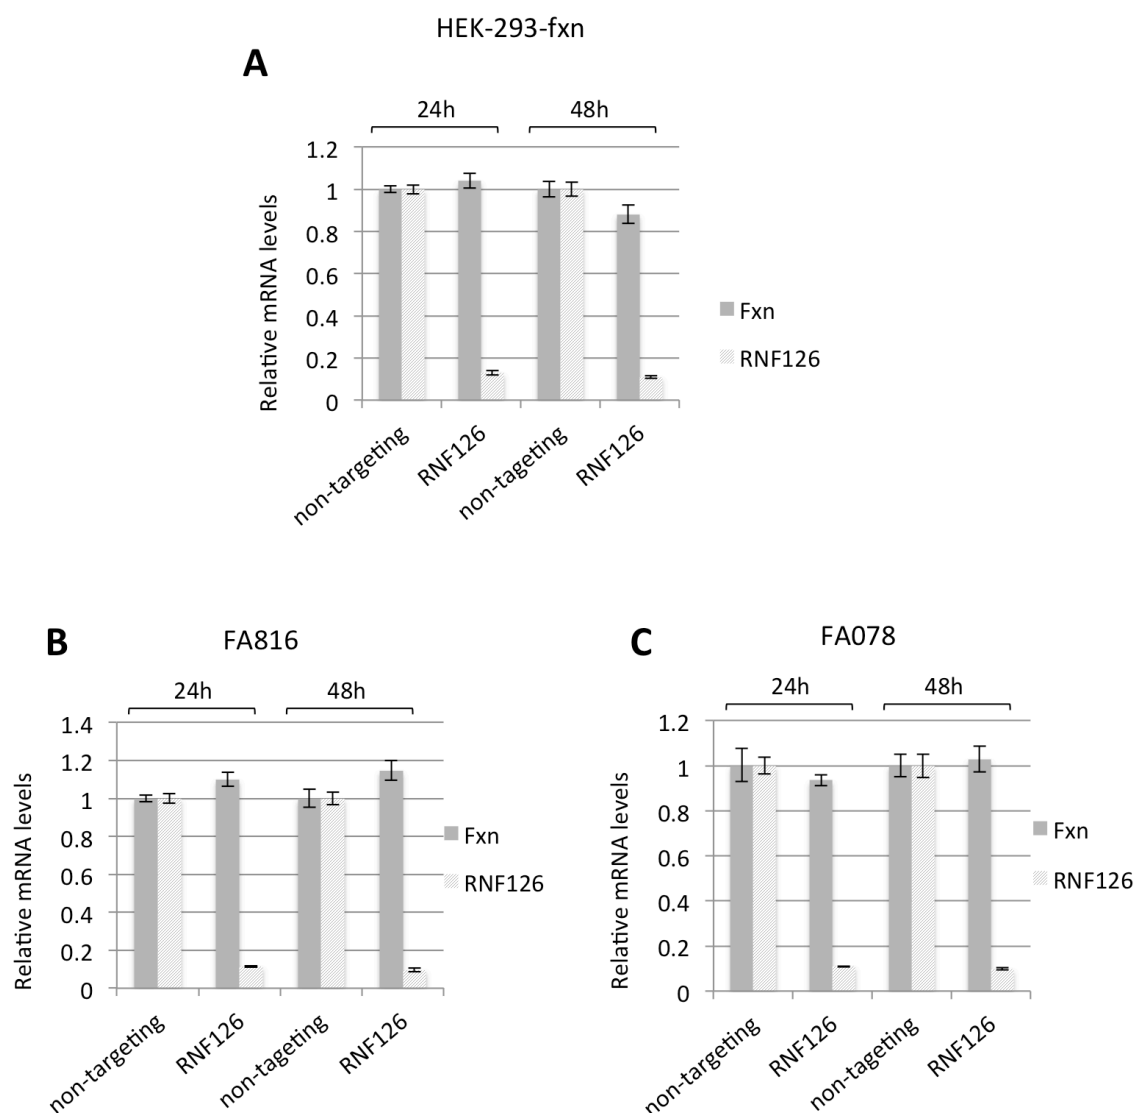 HEK-293-fxn
A
24h 48h
Relative mRNA levels
1.2
1
0.8
0.6
0.4
0.2
0
non-targeting RNF126 non-tageting RNF126
Fxn
RNF126
B
FA816
24h 48h
Relative mRNA levels
1.4
1.2
1
0.8
0.6
0.4
0.2
0
non-targeting RNF126 non-tageting RNF126
Fxn
RNF126
C
FA078
24h 48h
Relative mRNA levels
1.2
1
0.8
0.6
0.4
0.2
0
non-targeting RNF126 non-tageting RNF126
Fxn
RNF126